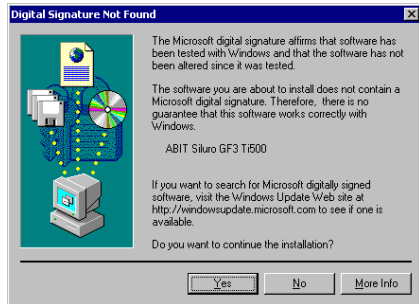 Digital Signature Not Found
The Microsoft digital signature affirms that software has
been tested with Windows and that the software has not
been altered since it was tested.
The software you are about to install does not contain a
Microsoft digital signature. Therefore, there is no
guarantee that this software works correctly with
Windows.
ABIT Siluro GF3 Ti500
If you want to search for Microsoft digitally signed
software, visit the Windows Update Web site at
http://windowsupdate.microsoft.com to see if one is
available.
Do you want to continue the installation?
Yes No More Info